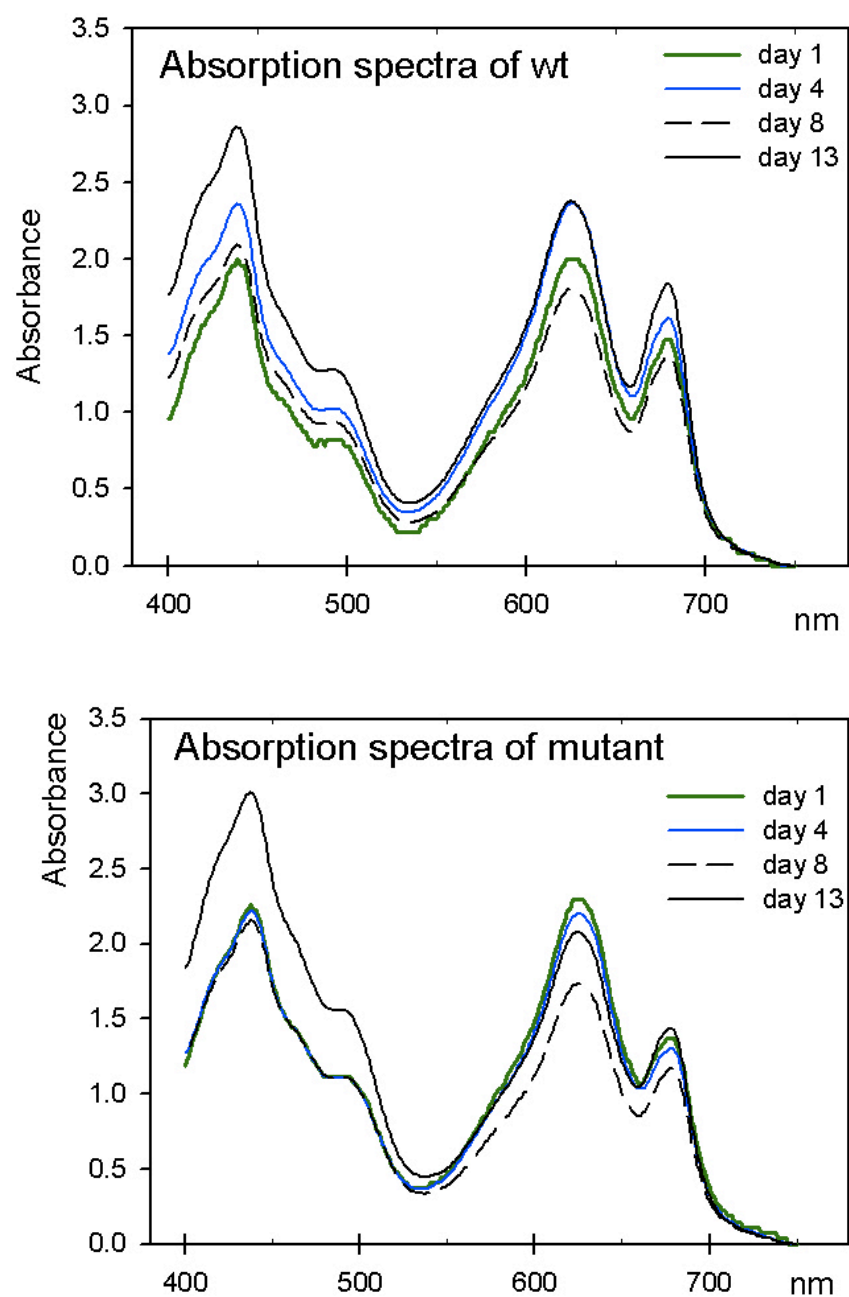 Absorption spectra of wt
day 1
day 4
day 8
day 13
Absorbance
3.5
3.0
2.5
2.0
1.5
1.0
0.5
0.0
400 500 600 700 nm
Absorption spectra of mutant
day 1
day 4
day 8
day 13
Absorbance
3.5
3.0
2.5
2.0
1.5
1.0
0.5
0.0
400 500 600 700 nm